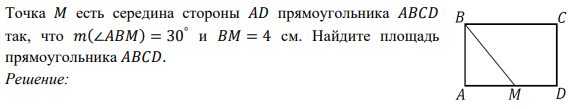 Точка M есть середина стороны AD прямоугольника ABCD
так, что m(∠ABM) = 30° и BM = 4 см. Найдите площадь
прямоугольника ABCD.
Решение:
B
C
A
M
D